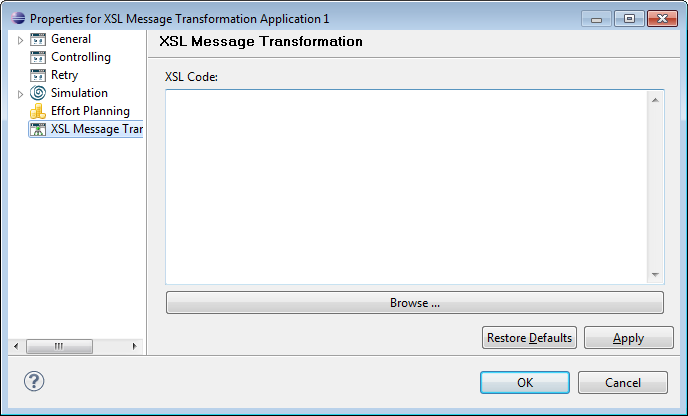 Properties for XSL Message Transformation Application 1
General
Controlling
Retry
Simulation
Effort Planning
XSL Message Tran
XSL Message Transformation
XSL Code:
Browse ...
Restore Defaults
Apply
?
OK
Cancel